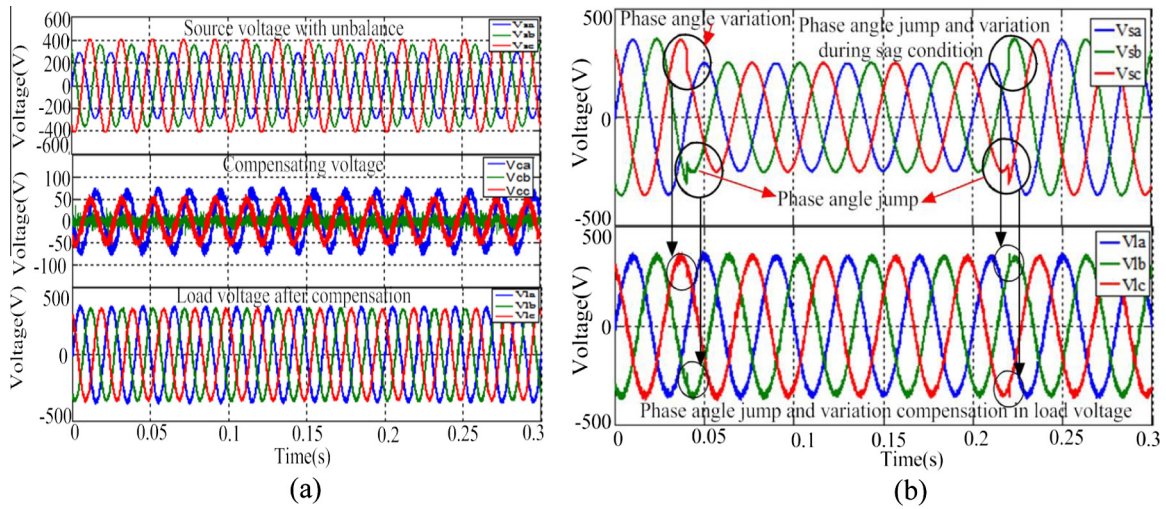 (a)
Source voltage with unbalance
Vsa
Vsb
Vsc
Voltage(V)
600
400
200
0
-200
-400
-600
Compensating voltage
Vca
Vcb
Vcc
Voltage(V)
100
50
0
-50
-100
Load voltage after compensation
Vla
Vlb
Vlc
Voltage(V)
500
0
-500
0
0.05
0.1
0.15
0.2
0.25
0.3
Time(s)
(a)
(b)
500
Phase angle variation
Phase angle jump and variation
during sag condition
Vsa
Vsb
Vsc
Voltage(V)
0
Phase angle jump
-500
500
Vla
Vlb
Vlc
Voltage(V)
0
-500
Phase angle jump and variation compensation in load voltage
0
0.05
0.1
0.15
0.2
0.25
0.3
Time(s)
(b)